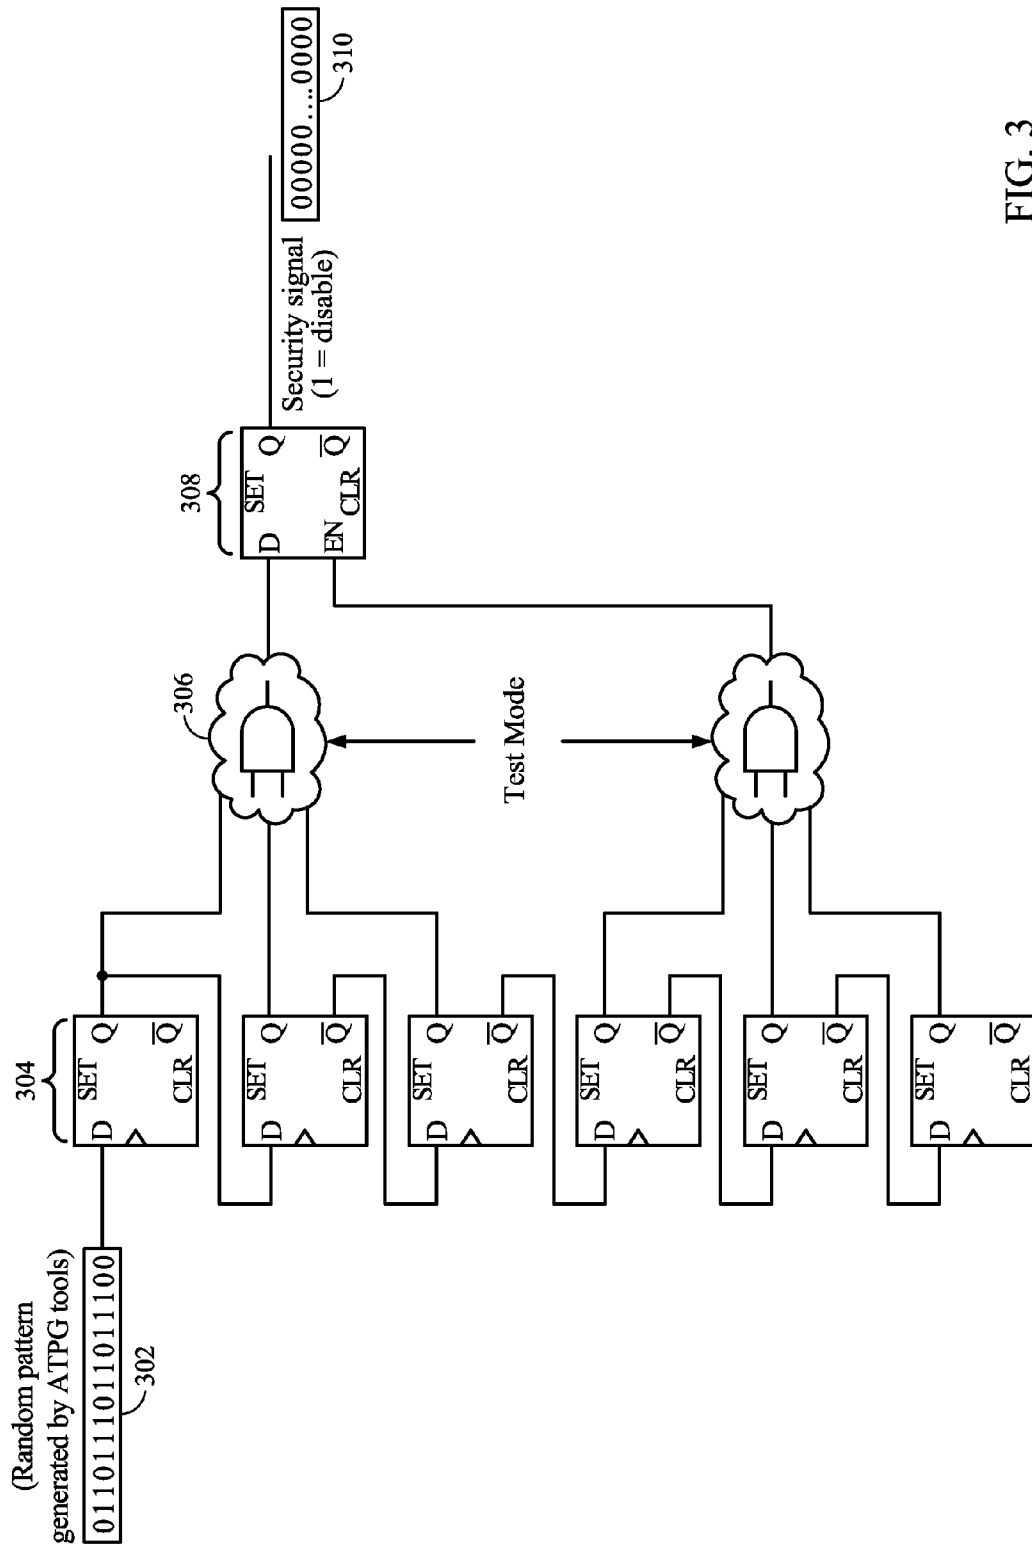 (Random pattern
generated by ATPG tools)
0110111011011011100
302
304
SET
D Q
CLR Q̅
SET
D Q
CLR Q̅
SET
D Q
CLR Q̅
SET
D Q
CLR Q̅
SET
D Q
CLR Q̅
SET
D Q
CLR Q̅
306
Test Mode
308
SET
D Q
EN Q̅
CLR
Security signal
(1 = disable)
00000.....0000
310
FIG. 3